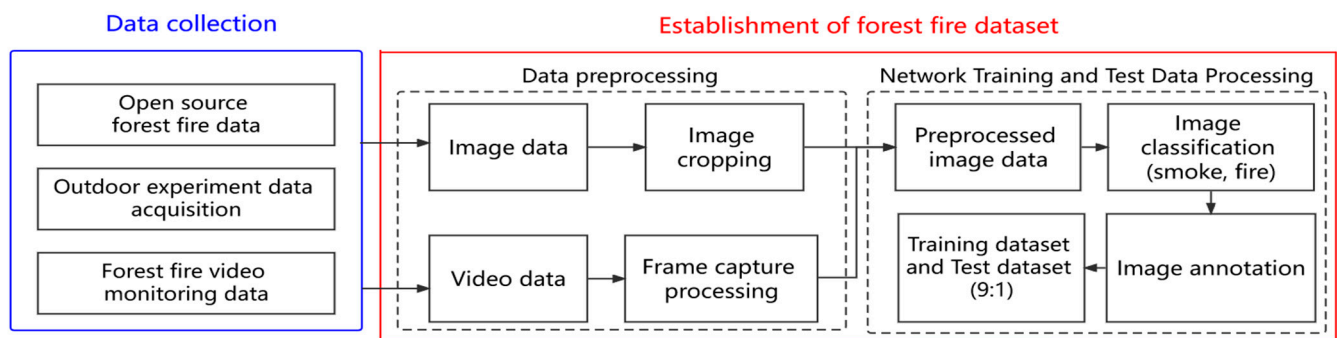 Data collection
Open source
forest fire data
Outdoor experiment data
acquisition
Forest fire video
monitoring data
Establishment of forest fire dataset
Data preprocessing
Image data
Image
cropping
Video data
Frame capture
processing
Network Training and Test Data Processing
Preprocessed
image data
Image
classification
(smoke, fire)
Image annotation
Training dataset
and Test dataset
(9:1)